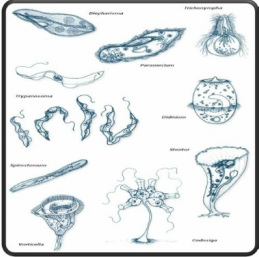 Blepharisma
Trichonympha
Paramecium
Trypanosoma
Didinium
Stentor
Spirostomum
Vorticella
Codosiga